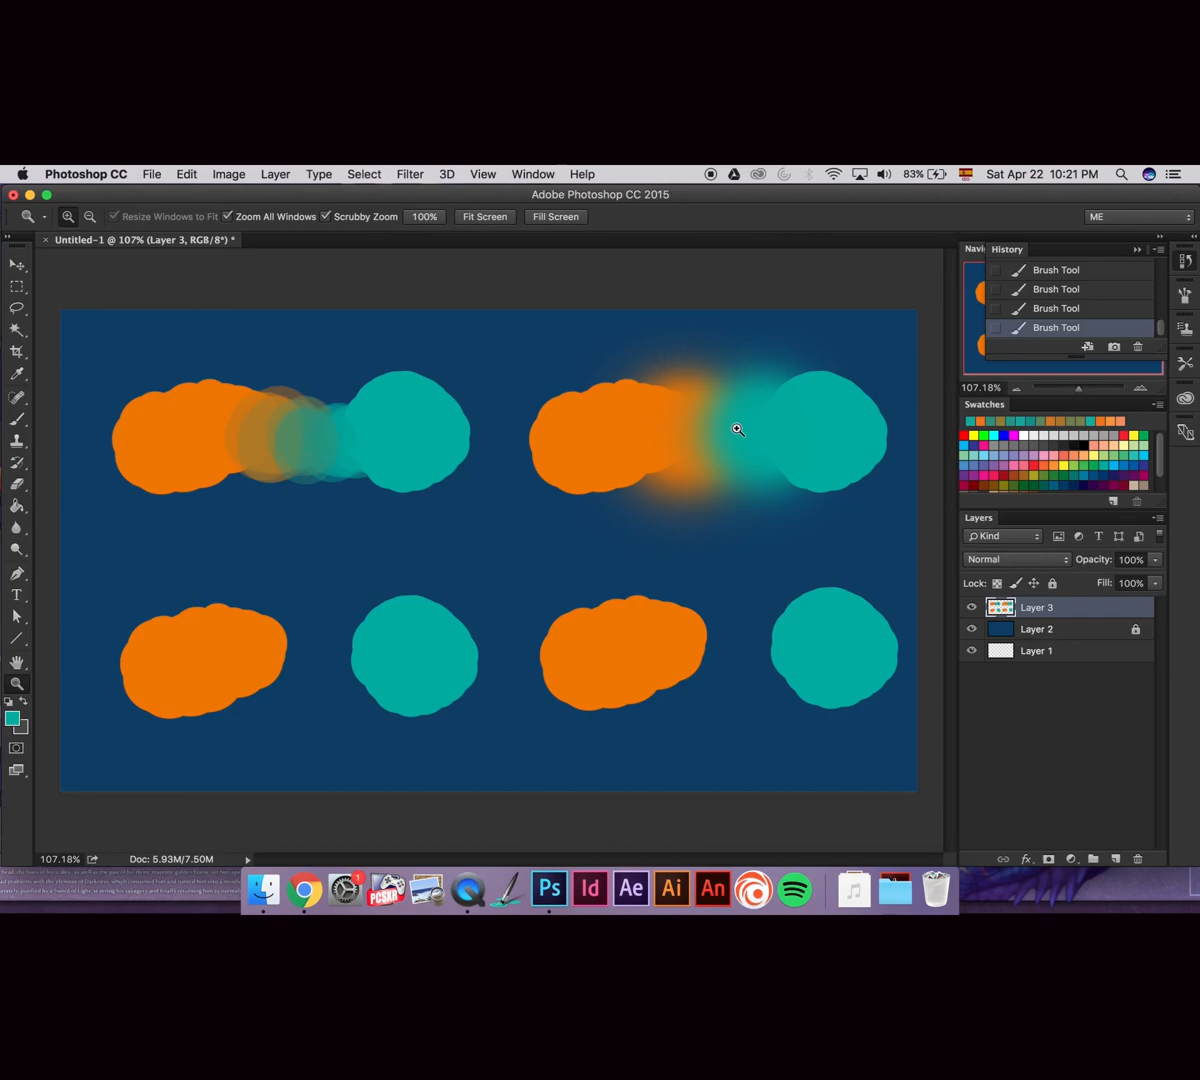 Photoshop CC File Edit Image Layer Type Select Filter 3D View Window Help 83% ISO Sat Apr 22 10:21 PM
Adobe Photoshop CC 2015
Resize Windows to Fit Zoom All Windows Scrubby Zoom 100% Fit Screen Fill Screen ME
× Untitled-1 @ 107% (Layer 3, RGB/8*) *
Navi History
Brush Tool
Brush Tool
Brush Tool
Brush Tool
107.18%
Swatches
Layers
Kind
Normal Opacity: 100%
Lock: Fill: 100%
Layer 3
Layer 2
Layer 1
T
107.18% Doc: 5.93M/7.50M
fx
1
PCSXR
Ps Id Ae Ai An